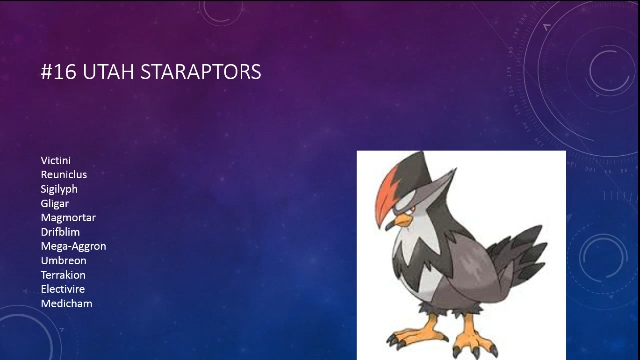 #16 UTAH STARAPTORS
Victini
Reuniclus
Sigilyph
Gligar
Magmortar
Drifblim
Mega-Aggron
Umbreon
Terrakion
Electivire
Medicham